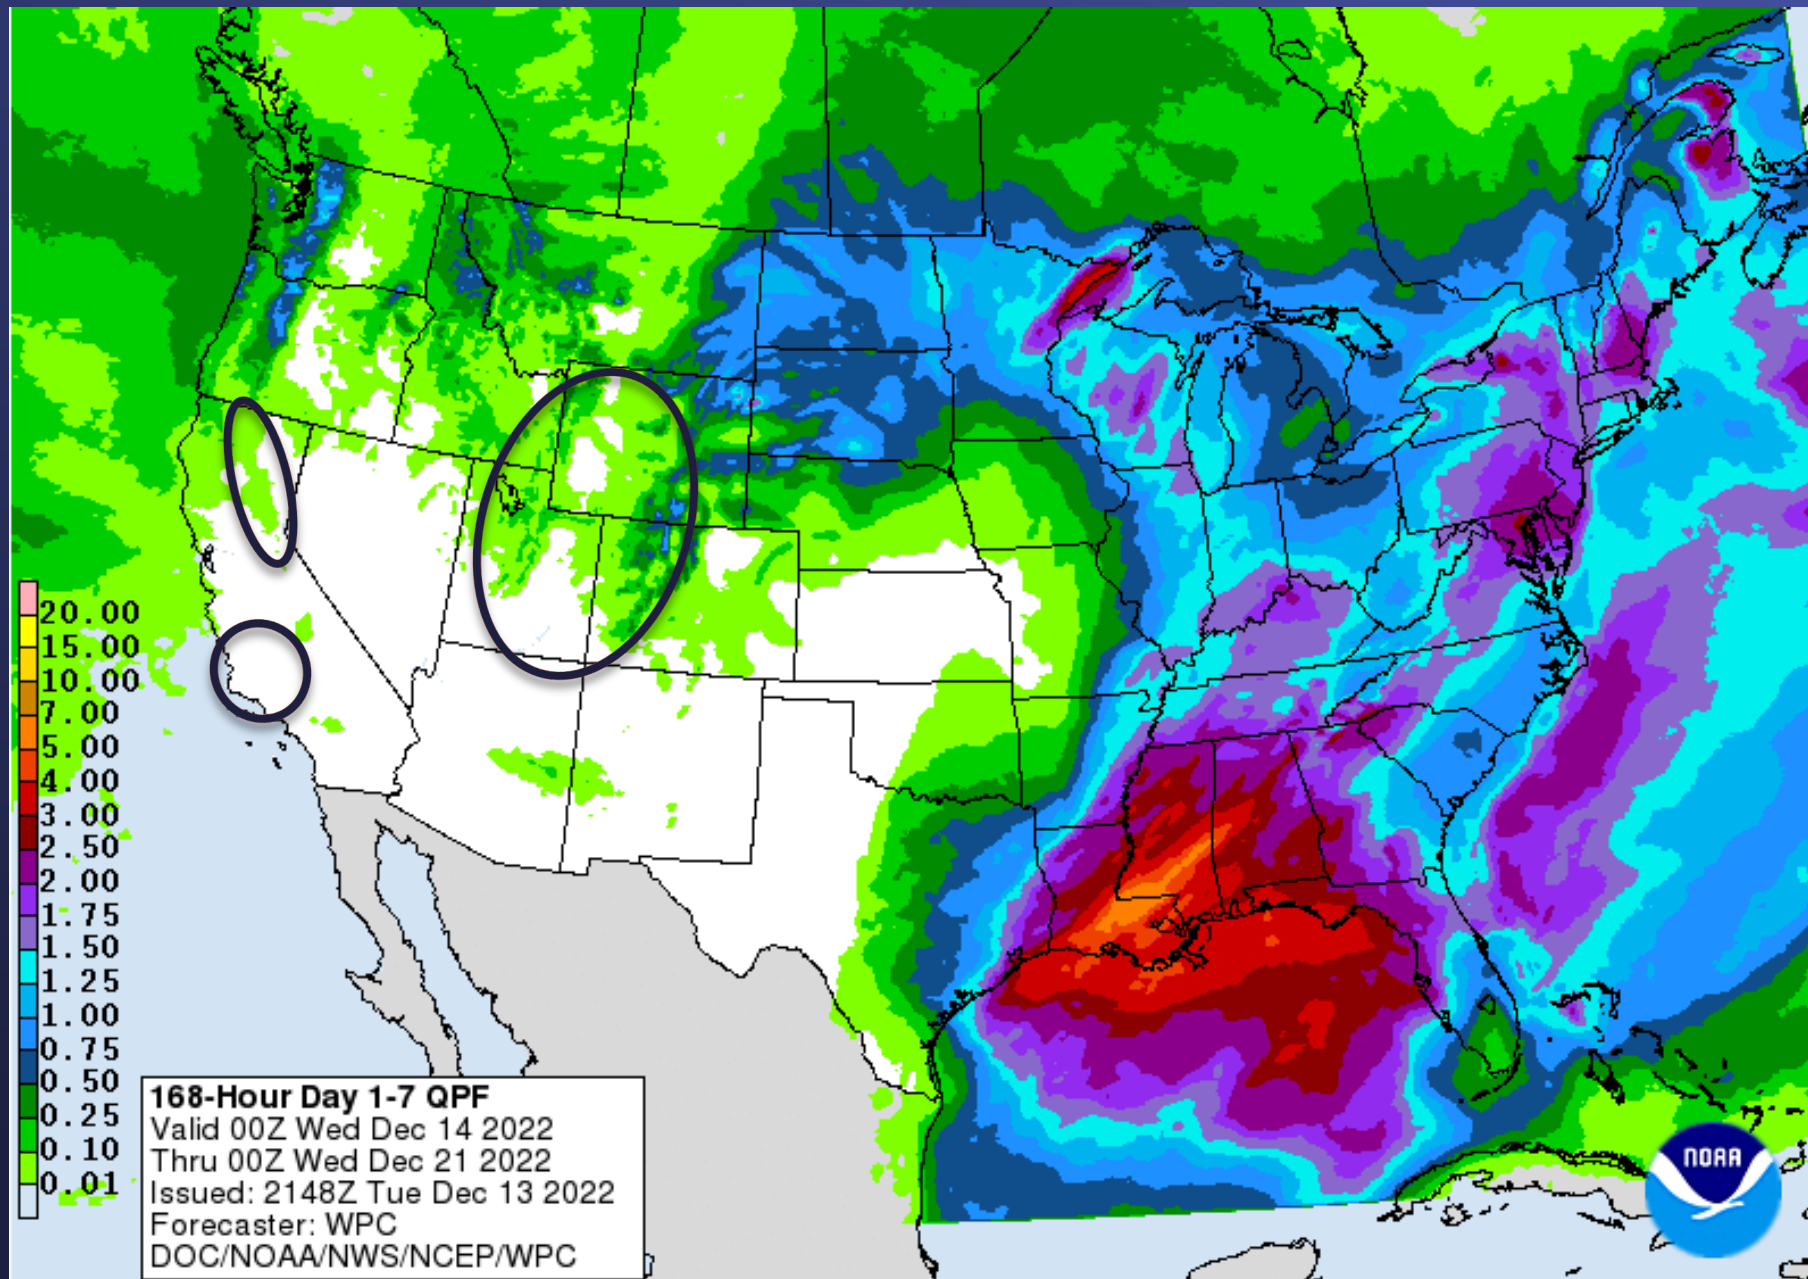 20.00
15.00
10.00
7.00
5.00
4.00
3.00
2.50
2.00
1.75
1.50
1.25
1.00
0.75
0.50
0.25
0.10
0.01
168-Hour Day 1-7 QPF
Valid 00Z Wed Dec 14 2022
Thru 00Z Wed Dec 21 2022
Issued: 2148Z Tue Dec 13 2022
Forecaster: WPC
DOC/NOAA/NWS/NCEP/WPC
NOAA